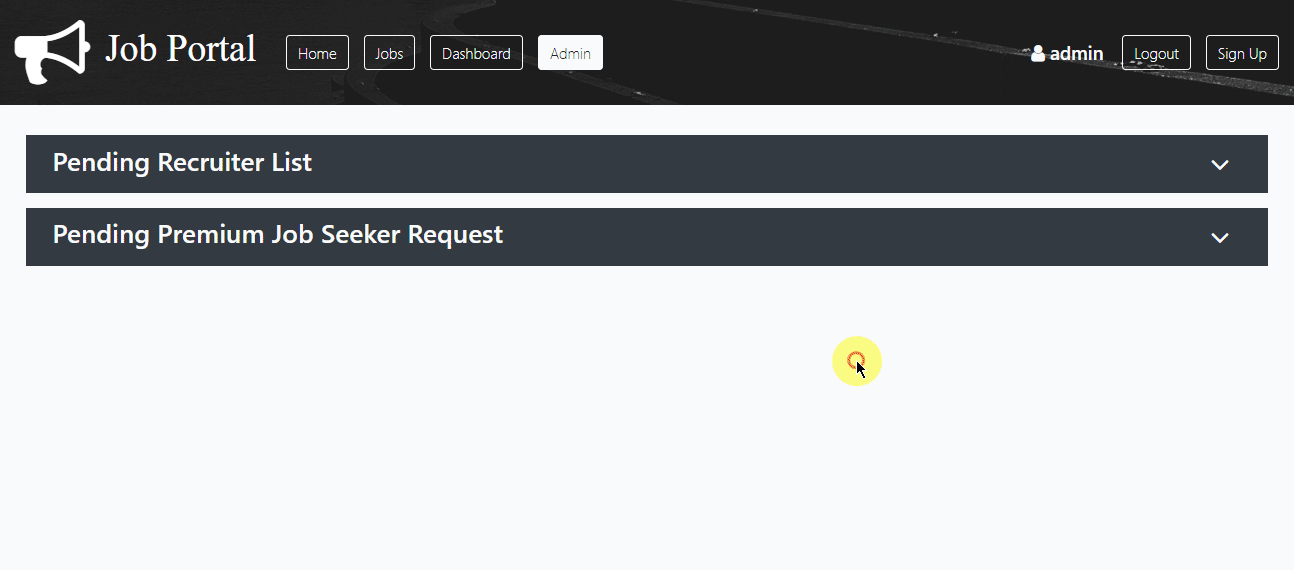 Job Portal
Home
Jobs
Dashboard
Admin
admin
Logout
Sign Up
Pending Recruiter List
Pending Premium Job Seeker Request